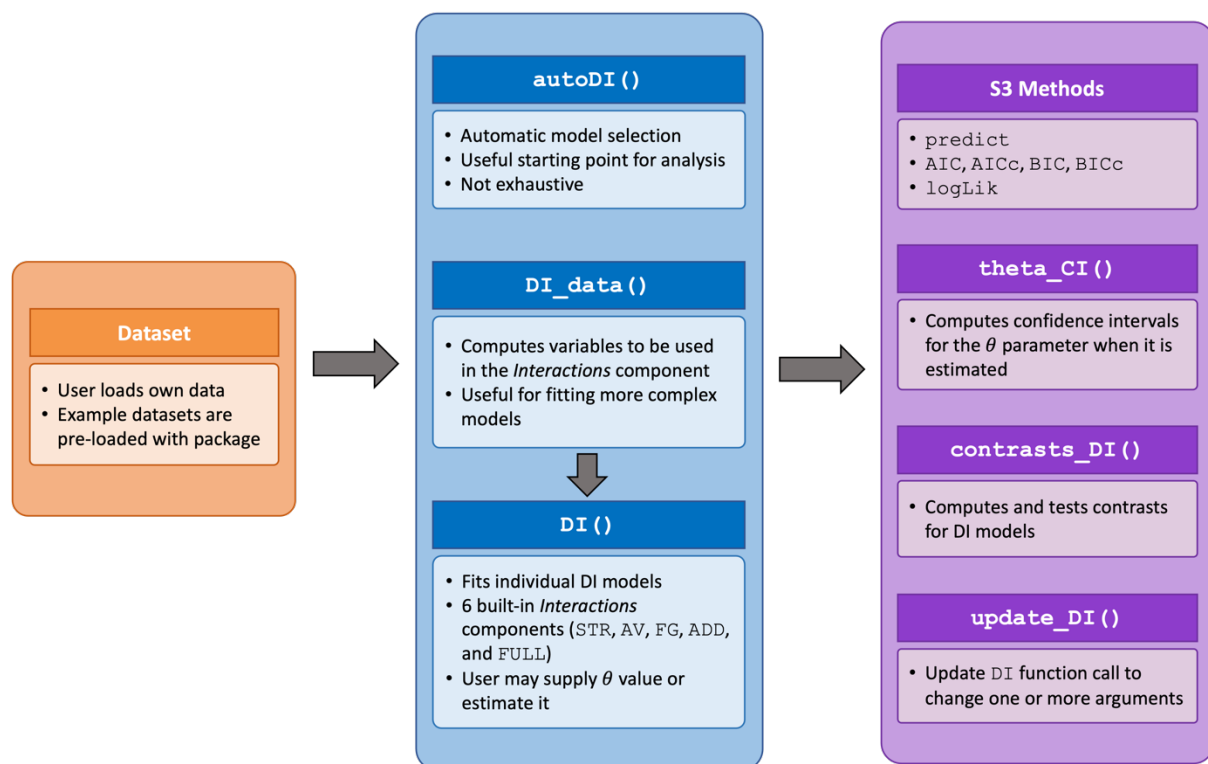 Dataset
• User loads own data
• Example datasets are
pre-loaded with package
autoDI()
• Automatic model selection
• Useful starting point for analysis
• Not exhaustive
DI_data()
• Computes variables to be used
in the Interactions component
• Useful for fitting more complex
models
DI()
• Fits individual DI models
• 6 built-in Interactions
components (STR, AV, FG, ADD,
and FULL)
• User may supply θ value or
estimate it
S3 Methods
• predict
• AIC, AICc, BIC, BICc
• logLik
theta_CI()
• Computes confidence intervals
for the θ parameter when it is
estimated
contrasts_DI()
• Computes and tests contrasts
for DI models
update_DI()
• Update DI function call to
change one or more arguments